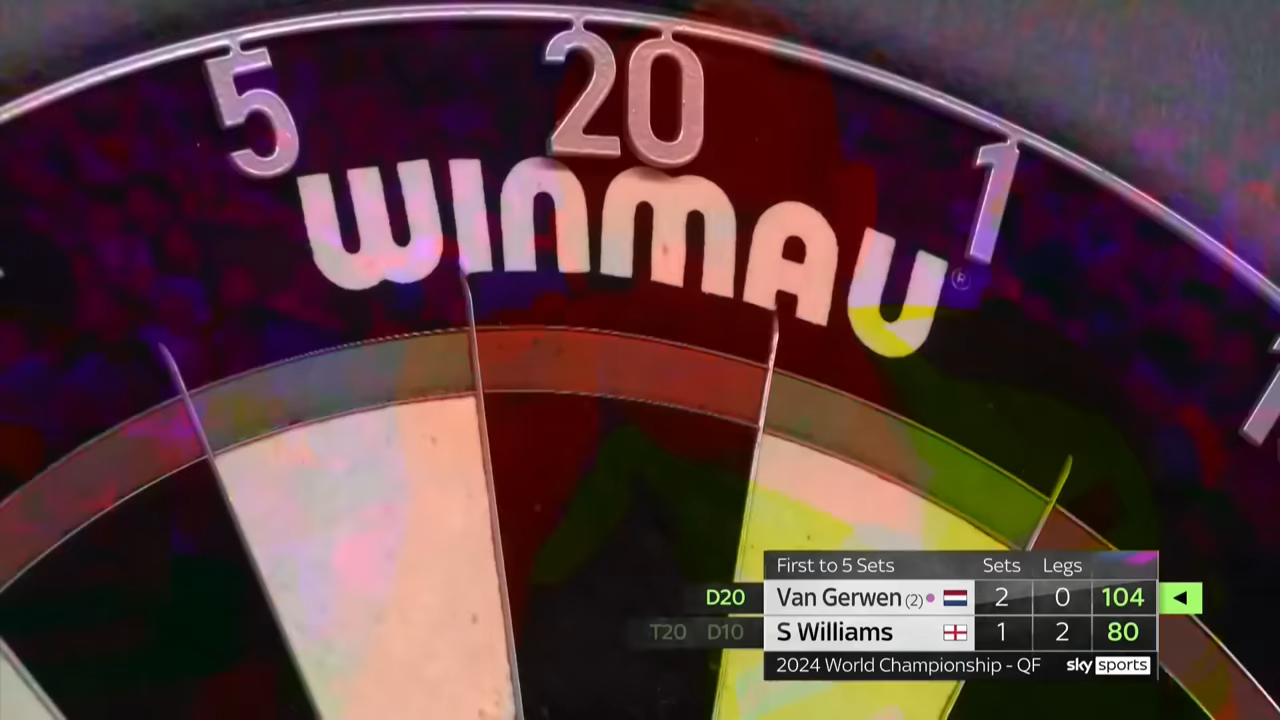 5 20 1
WINMAU®
First to 5 Sets Sets Legs
D20 Van Gerwen (2) 2 0 104
T20 D10 S Williams 1 2 80
2024 World Championship - QF sky sports